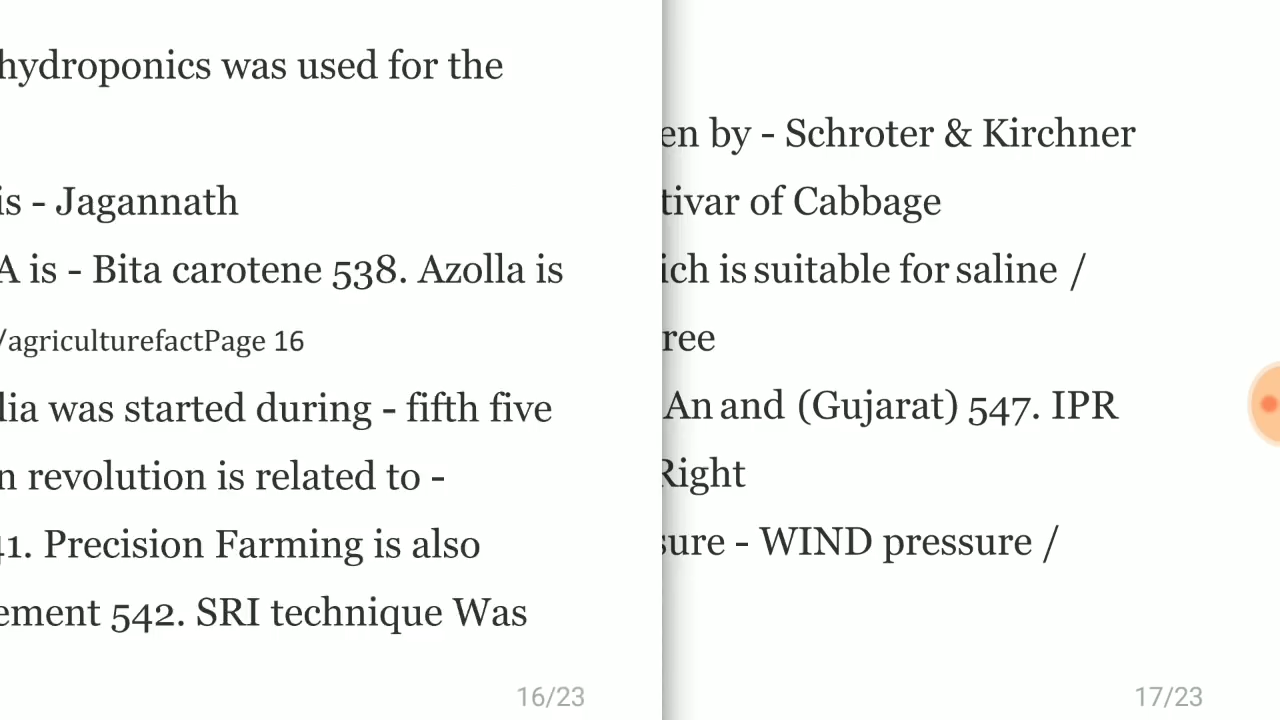 hydroponics was used for the
is - Jagannath
A is - Bita carotene 538. Azolla is
/agriculturefactPage 16
dia was started during - fifth five
n revolution is related to -
41. Precision Farming is also
ement 542. SRI technique Was
16/23
en by - Schroter & Kirchner
tivar of Cabbage
ich is suitable for saline /
ree
An and (Gujarat) 547. IPR
Right
sure - WIND pressure /
17/23